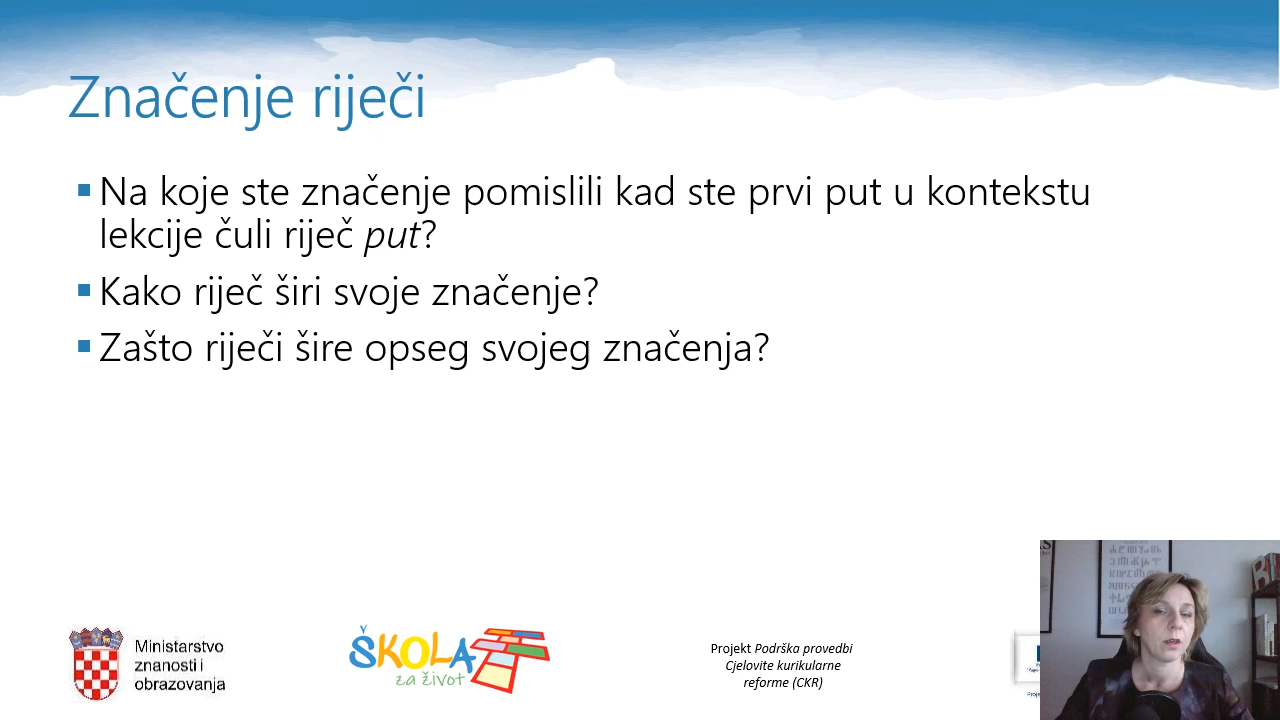 Značenje riječi
Na koje ste značenje pomislili kad ste prvi put u kontekstu
lekcije čuli riječ put?
Kako riječ širi svoje značenje?
Zašto riječi šire opseg svojeg značenja?
Ministarstvo
znanosti i
obrazovanja
ŠKOLA
za život
Projekt Podrška provedbi
Cjelovite kurikularne
reforme (CKR)